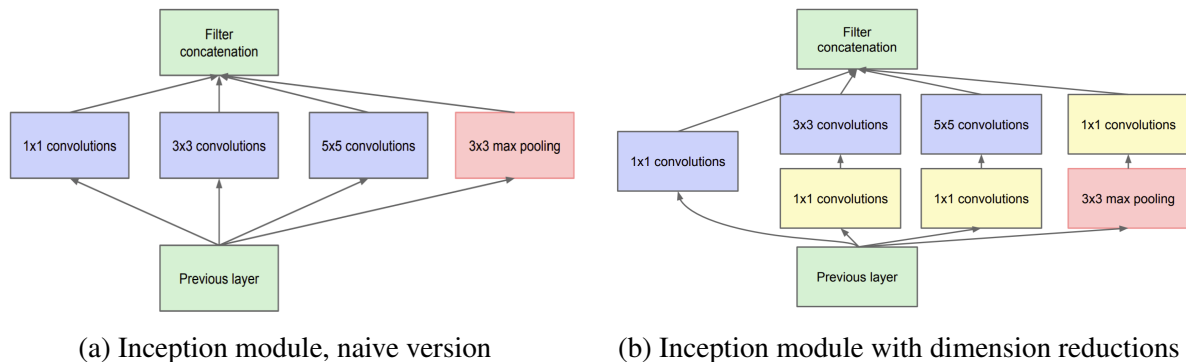 Filter
concatenation
1x1 convolutions
3x3 convolutions
5x5 convolutions
3x3 max pooling
Previous layer
(a) Inception module, naive version
Filter
concatenation
3x3 convolutions
5x5 convolutions
1x1 convolutions
1x1 convolutions
1x1 convolutions
1x1 convolutions
3x3 max pooling
Previous layer
(b) Inception module with dimension reductions